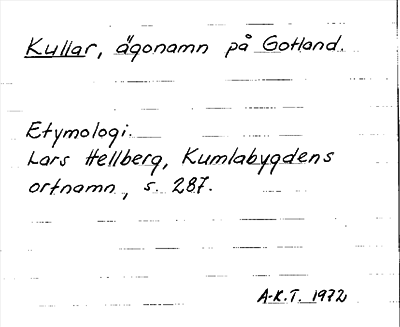 Kullar, ägonamn på Gotland.
Etymologi.
Lars Hellberg, Kumlabygdens
ortnamn, s. 287.
A-K.T. 1972